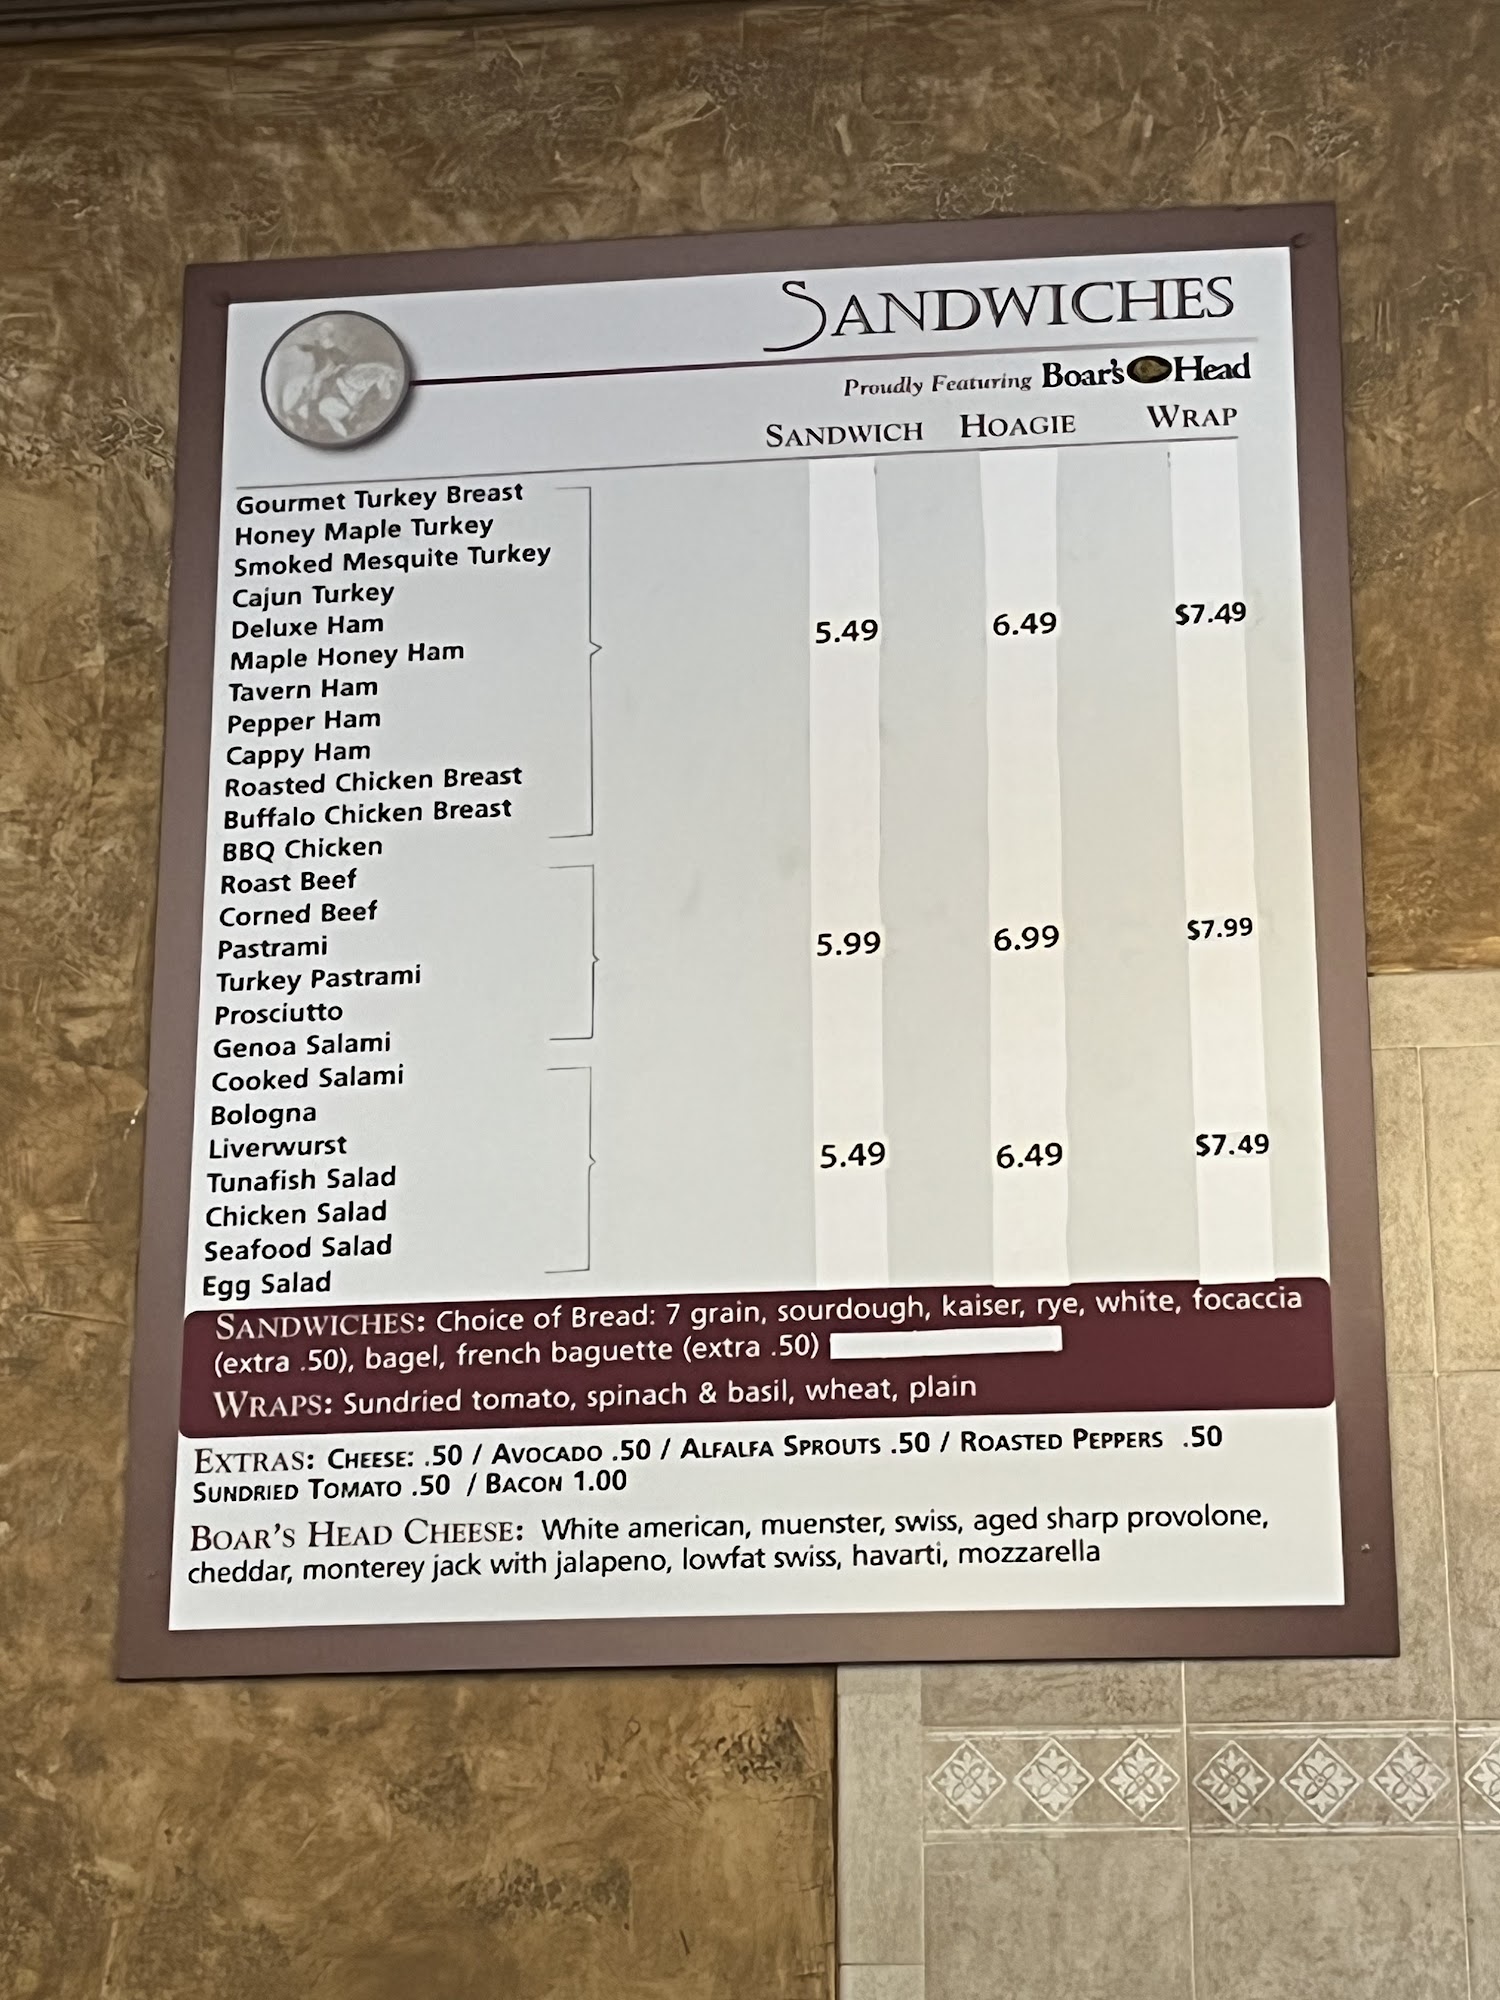 SANDWICHES
Proudly Featuring Boar's Head
SANDWICH HOAGIE WRAP
Gourmet Turkey Breast
Honey Maple Turkey
Smoked Mesquite Turkey
Cajun Turkey
Deluxe Ham 5.49 6.49 $7.49
Maple Honey Ham
Tavern Ham
Pepper Ham
Cappy Ham
Roasted Chicken Breast
Buffalo Chicken Breast
BBQ Chicken
Roast Beef
Corned Beef
Pastrami 5.99 6.99 $7.99
Turkey Pastrami
Prosciutto
Genoa Salami
Cooked Salami
Bologna
Liverwurst 5.49 6.49 $7.49
Tunafish Salad
Chicken Salad
Seafood Salad
Egg Salad
SANDWICHES: Choice of Bread: 7 grain, sourdough, kaiser, rye, white, focaccia
(extra .50), bagel, french baguette (extra .50)
WRAPS: Sundried tomato, spinach & basil, wheat, plain
EXTRAS: CHEESE: .50 / AVOCADO .50 / ALFALFA SPROUTS .50 / ROASTED PEPPERS .50
SUNDRIED TOMATO .50 / BACON 1.00
BOAR'S HEAD CHEESE: White american, muenster, swiss, aged sharp provolone,
cheddar, monterey jack with jalapeno, lowfat swiss, havarti, mozzarella